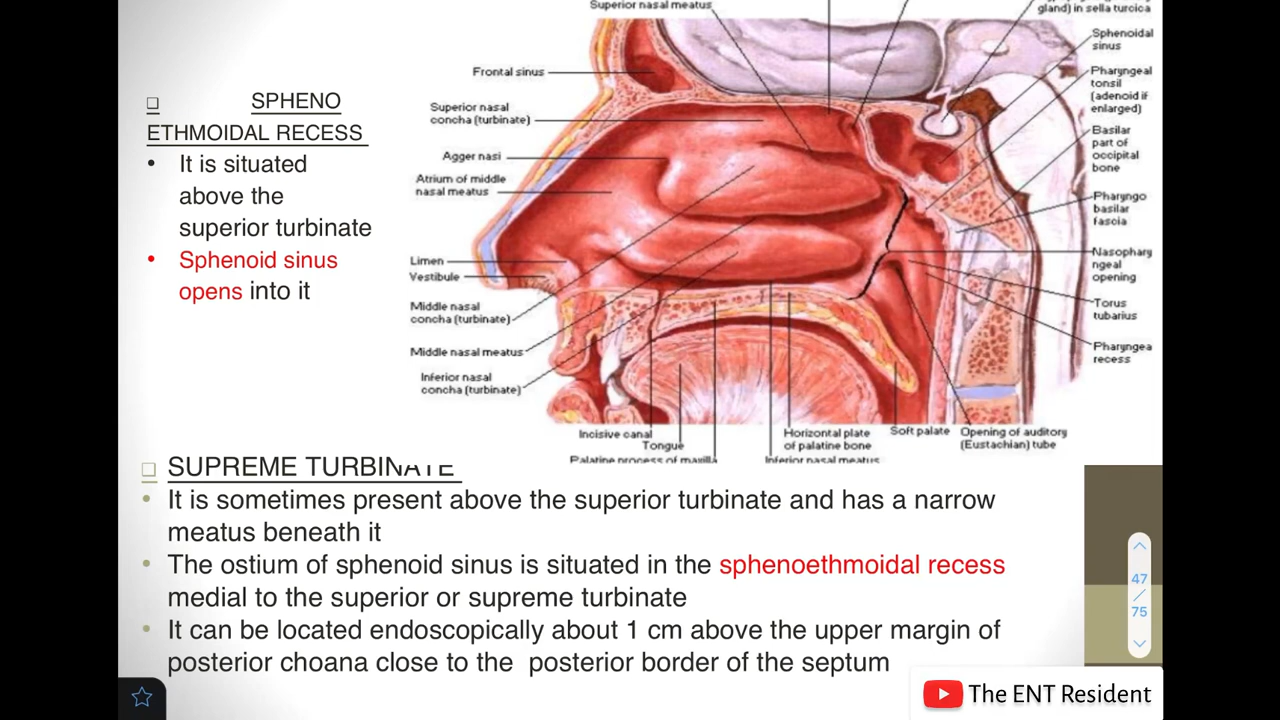 ❑ SPHENO
ETHMOIDAL RECESS
• It is situated
above the
superior turbinate
• Sphenoid sinus
opens into it
Superior nasal meatus
gland) in sella turcica
Frontal sinus
Superior nasal
concha (turbinate)
Agger nasi
Atrium of middle
nasal meatus
Limen
Vestibule
Middle nasal
concha (turbinate)
Middle nasal meatus
Inferior nasal
concha (turbinate)
Sphenoidal
sinus
Pharyngeal
tonsil
(adenoid if
enlarged)
Basilar
part of
occipital
bone
Pharyngo
basilar
fascia
Nasophary
ngeal
opening
Torus
tubarius
Pharyngea
recess
Incisive canal
Tongue
Palatine process of maxilla
Horizontal plate
of palatine bone
Inferior nasal meatus
Soft palate
Opening of auditory
(Eustachian) tube
❑ SUPREME TURBINATE
• It is sometimes present above the superior turbinate and has a narrow
meatus beneath it
• The ostium of sphenoid sinus is situated in the sphenoethmoidal recess
medial to the superior or supreme turbinate
• It can be located endoscopically about 1 cm above the upper margin of
posterior choana close to the posterior border of the septum
47
/
75
The ENT Resident